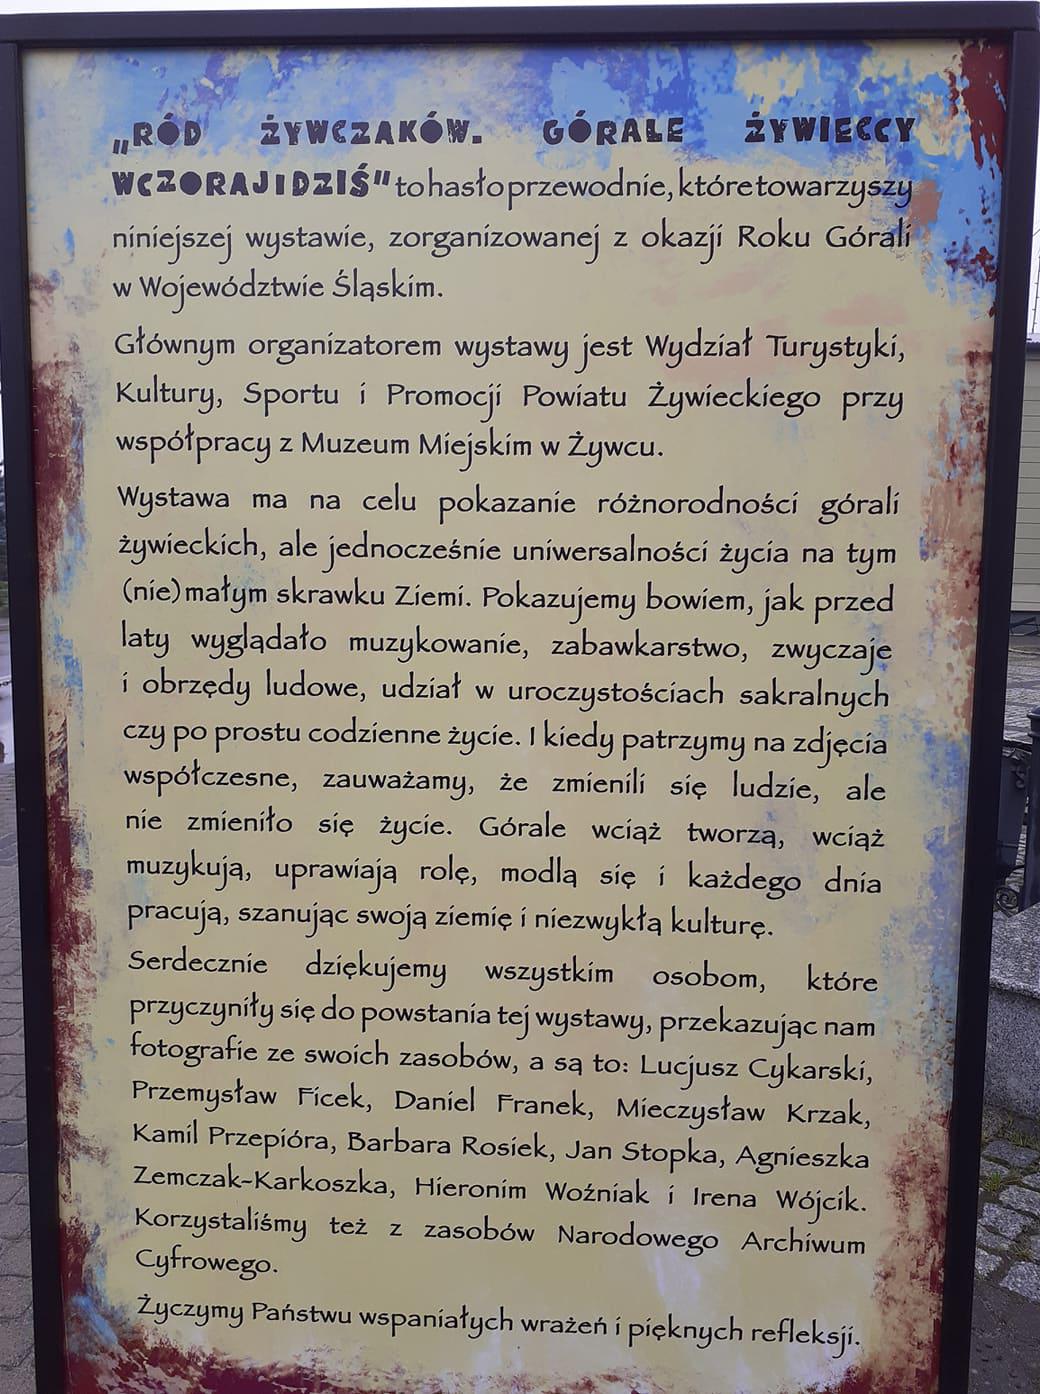 „RÓD ŻYWCZAKÓW. GÓRALE ŻYWIECCY
WCZORAJ I DZIŚ" to hasło przewodnie, które towarzyszy
niniejszej wystawie, zorganizowanej z okazji Roku Górali
w Województwie Śląskim.
Głównym organizatorem wystawy jest Wydział Turystyki,
Kultury, Sportu i Promocji Powiatu Żywieckiego przy
współpracy z Muzeum Miejskim w Żywcu.
Wystawa ma na celu pokazanie różnorodności górali
żywieckich, ale jednocześnie uniwersalności życia na tym
(nie)małym skrawku Ziemi. Pokazujemy bowiem, jak przed
laty wyglądało muzykowanie, zabawkarstwo, zwyczaje
i obrzędy ludowe, udział w uroczystościach sakralnych
czy po prostu codzienne życie. I kiedy patrzymy na zdjęcia
współczesne, zauważamy, że zmienili się ludzie, ale
nie zmieniło się życie. Górale wciąż tworzą, wciąż
muzykują, uprawiają rolę, modlą się i każdego dnia
pracują, szanując swoją ziemię i niezwykłą kulturę.
Serdecznie dziękujemy wszystkim osobom, które
przyczyniły się do powstania tej wystawy, przekazując nam
fotografie ze swoich zasobów, a są to: Lucjusz Cykarski,
Przemysław Ficek, Daniel Franek, Mieczysław Krzak,
Kamil Przepióra, Barbara Rosiek, Jan Stopka, Agnieszka
Zemczak-Karkoszka, Hieronim Woźniak i Irena Wójcik.
Korzystaliśmy też z zasobów Narodowego Archiwum
Cyfrowego.
Życzymy Państwu wspaniałych wrażeń i pięknych refleksji.